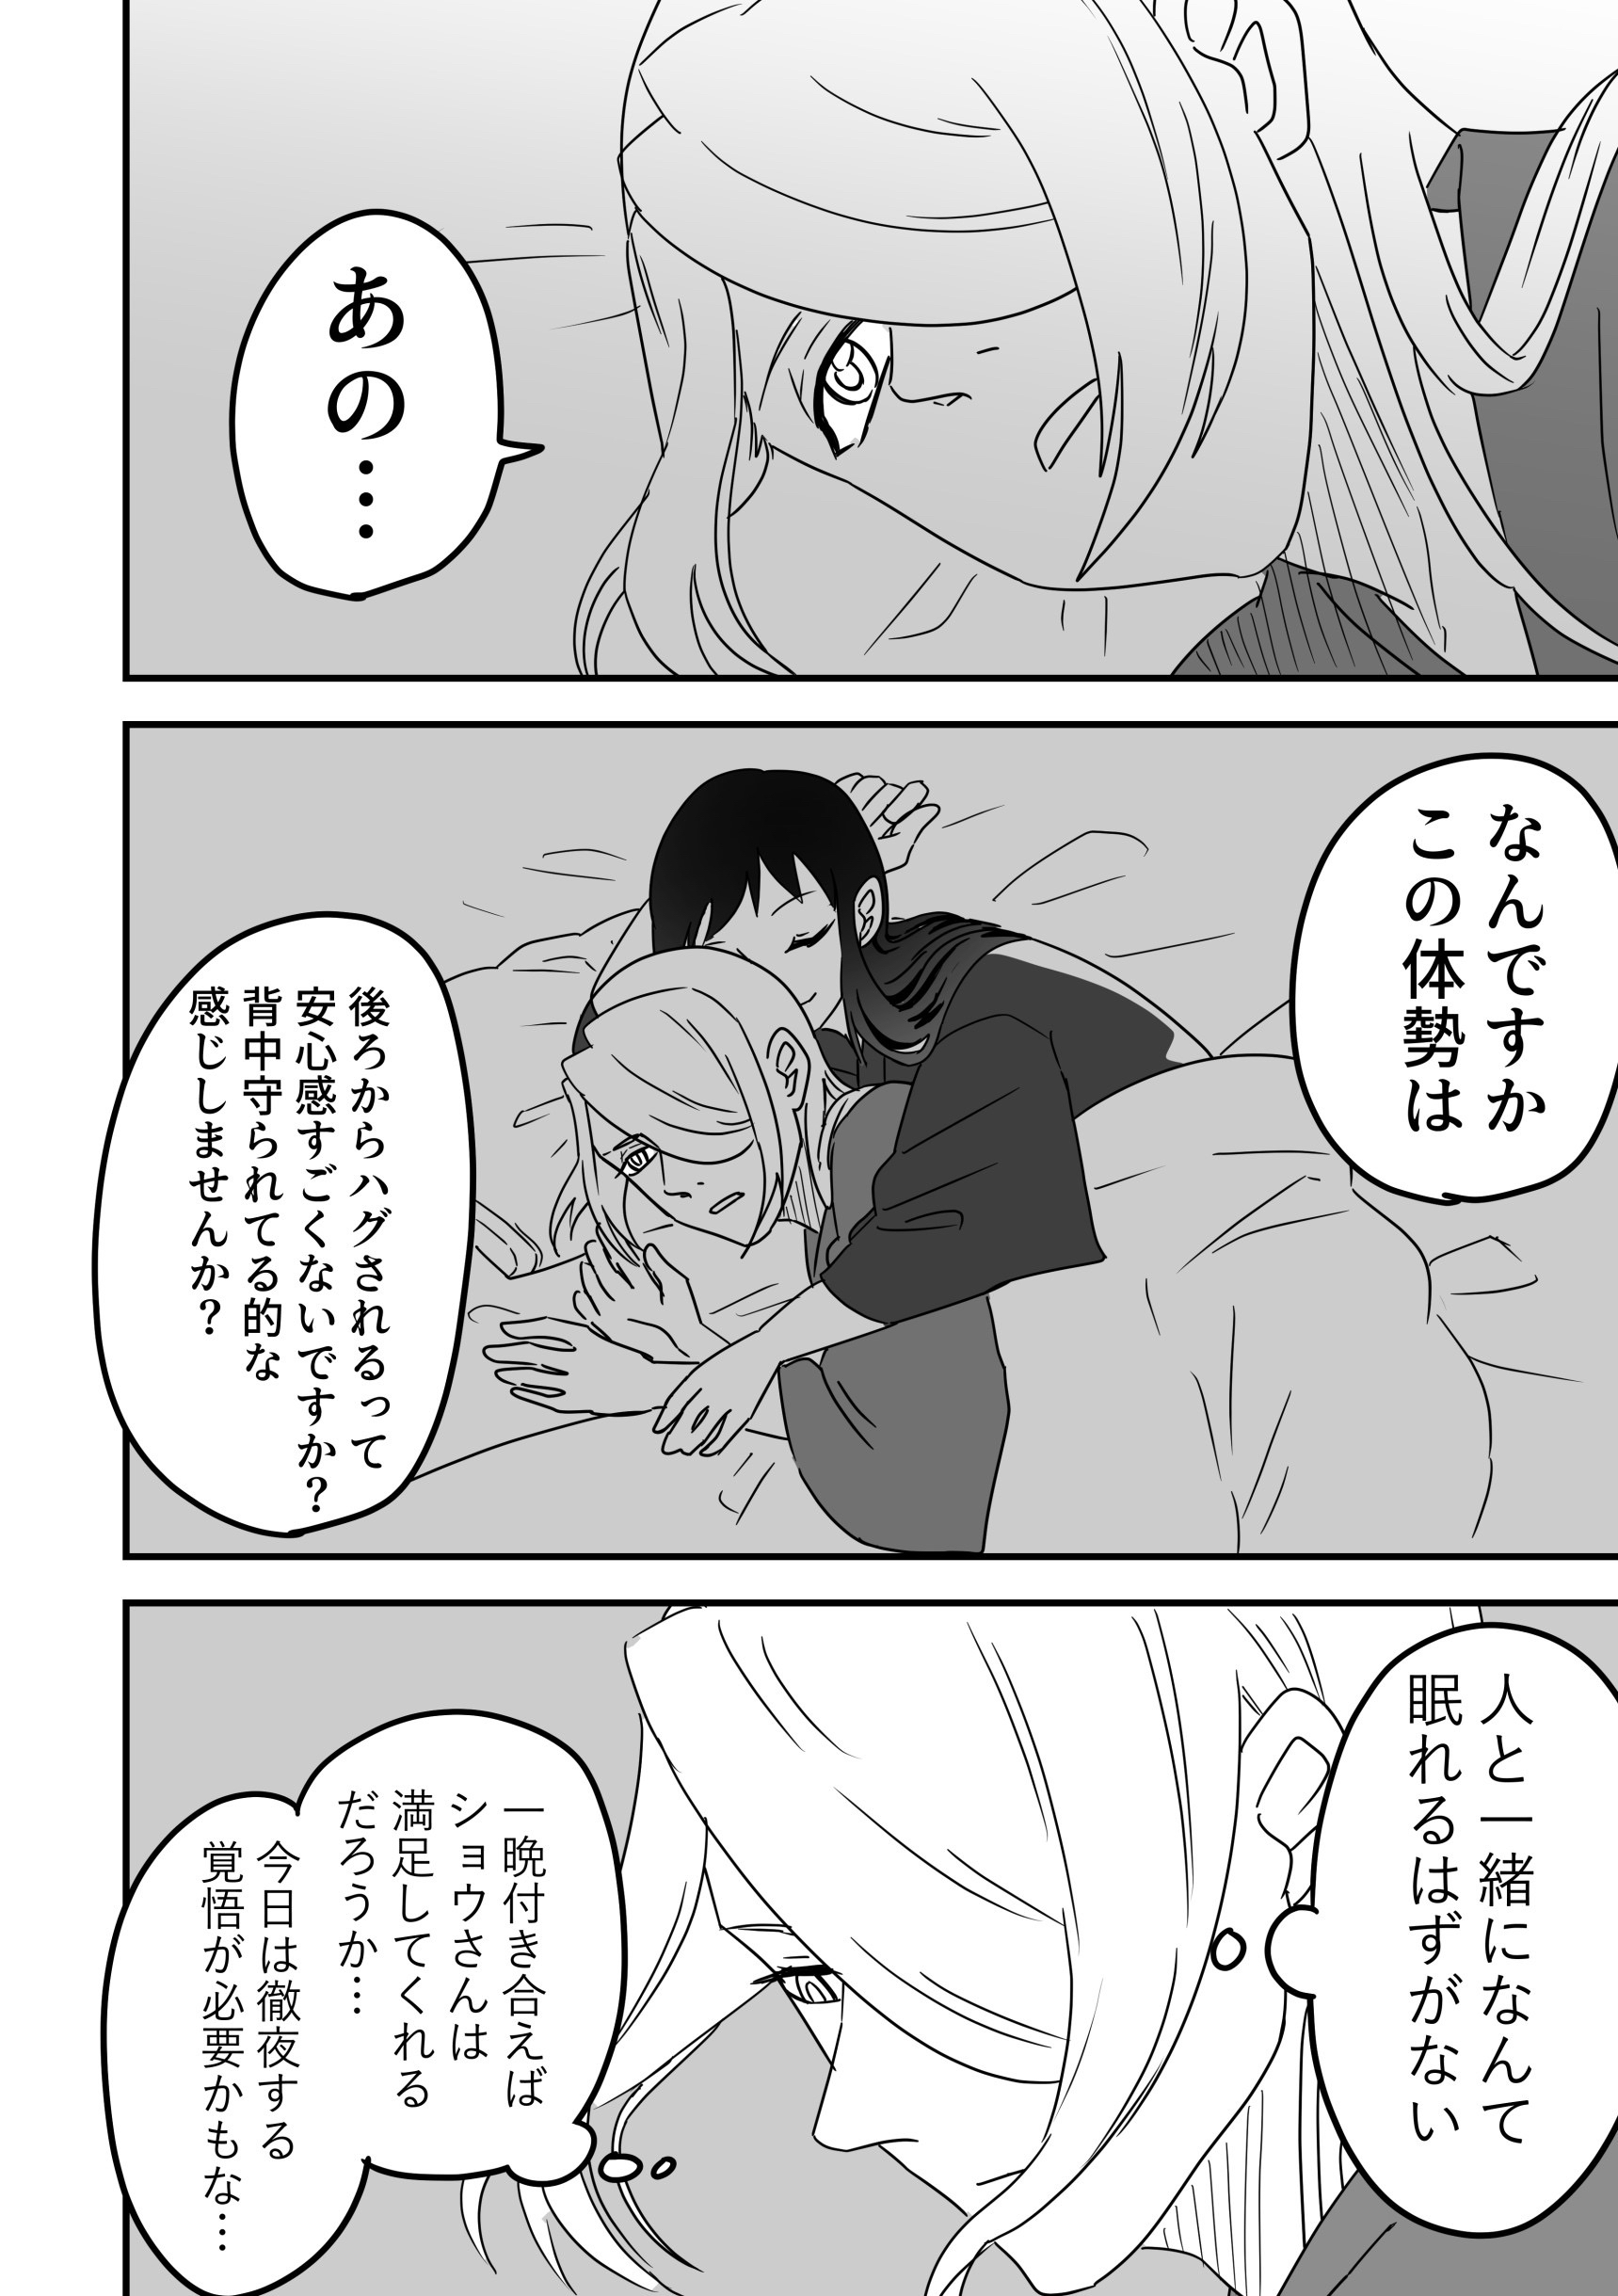 あの…
なんですか
この体勢は
後ろからハグされるって
安心感すごくないですか？
背中守られてる的な
感じしませんか？
人と一緒になんて
眠れるはずがない
一晩付き合えば
ショウさんは
満足してくれる
だろうか…
今日は徹夜する
覚悟が必要かもな…